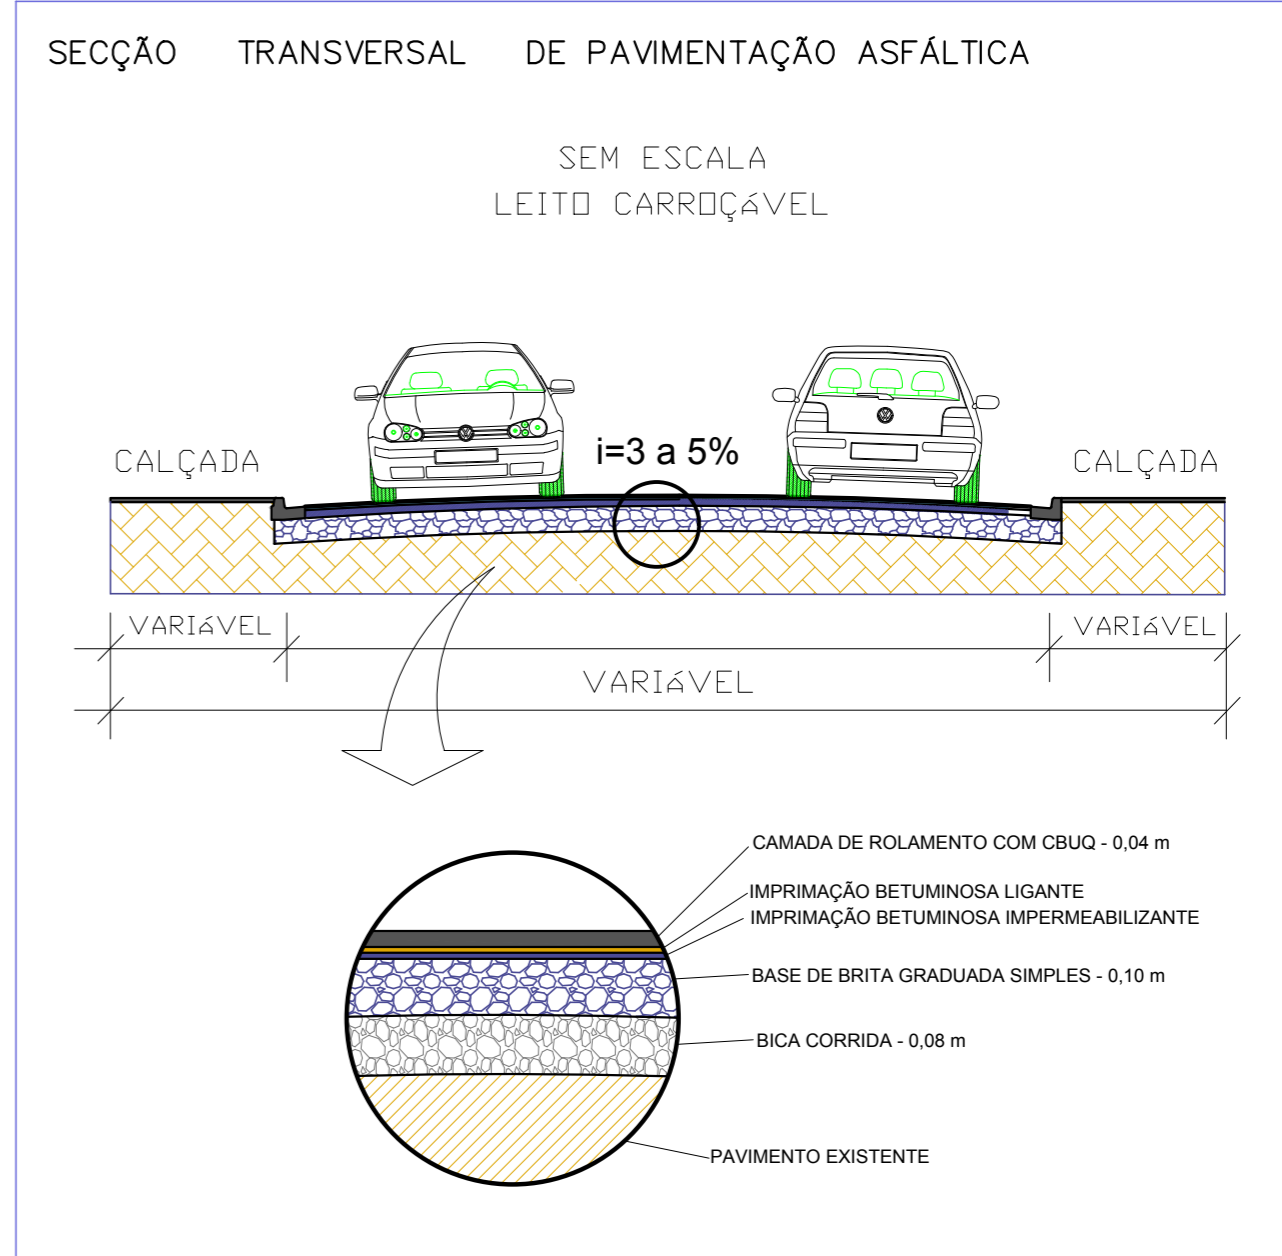 SECÇÃO TRANSVERSAL DE PAVIMENTAÇÃO ASFÁLTICA
SEM ESCALA
LEITO CARROÇÁVEL
i=3 a 5%
CALÇADA
CALÇADA
VARIÁVEL
VARIÁVEL
VARIÁVEL
CAMADA DE ROLAMENTO COM CBUQ - 0,04 m
IMPRIMAÇÃO BETUMINOSA LIGANTE
IMPRIMAÇÃO BETUMINOSA IMPERMEABILIZANTE
BASE DE BRITA GRADUADA SIMPLES - 0,10 m
BICA CORRIDA - 0,08 m
PAVIMENTO EXISTENTE